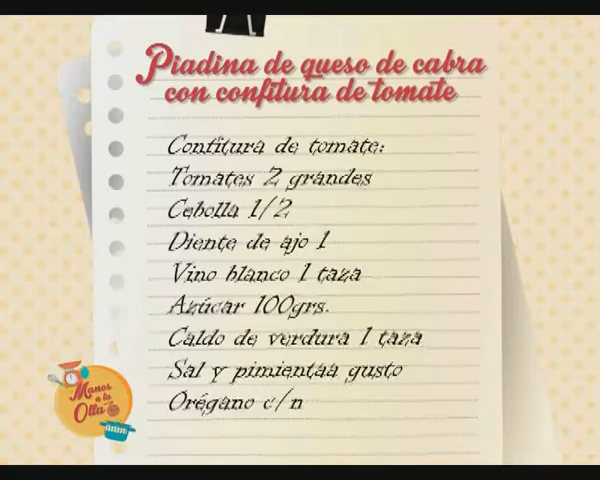 Piadina de queso de cabra
con confitura de tomate
Confitura de tomate:
Tomates 2 grandes
Cebolla 1/2
Diente de ajo 1
Vino blanco 1 taza
Azúcar 100grs.
Caldo de verdura 1 taza
Sal y pimientaa gusto
Orégano c/n
Manos
a la
Olla